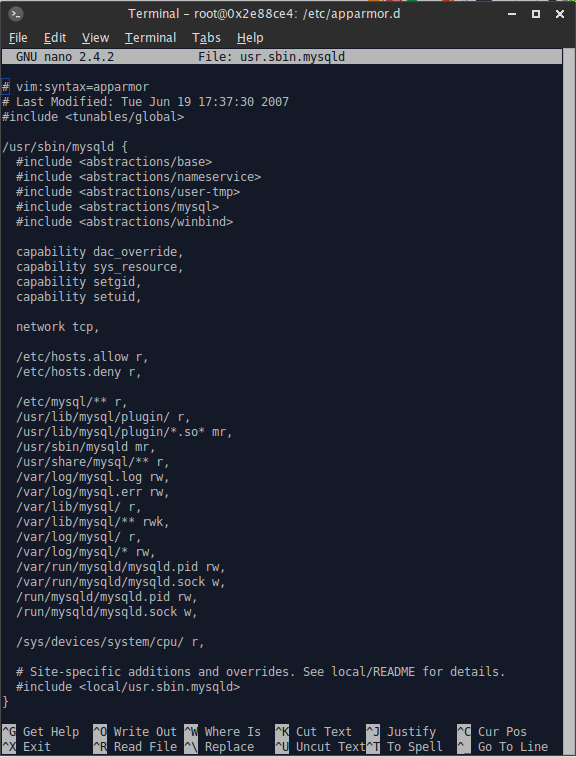 Terminal – root@0x2e88ce4: /etc/apparmor.d
File Edit View Terminal Tabs Help
GNU nano 2.4.2 File: usr.sbin.mysqld
# vim:syntax=apparmor
# Last Modified: Tue Jun 19 17:37:30 2007
#include <tunables/global>
/usr/sbin/mysqld {
#include <abstractions/base>
#include <abstractions/nameservice>
#include <abstractions/user-tmp>
#include <abstractions/mysql>
#include <abstractions/winbind>
capability dac_override,
capability sys_resource,
capability setgid,
capability setuid,
network tcp,
/etc/hosts.allow r,
/etc/hosts.deny r,
/etc/mysql/** r,
/usr/lib/mysql/plugin/ r,
/usr/lib/mysql/plugin/*.so* mr,
/usr/sbin/mysqld mr,
/usr/share/mysql/** r,
/var/log/mysql.log rw,
/var/log/mysql.err rw,
/var/lib/mysql/ r,
/var/lib/mysql/** rwk,
/var/log/mysql/ r,
/var/log/mysql/* rw,
/var/run/mysqld/mysqld.pid rw,
/var/run/mysqld/mysqld.sock w,
/run/mysqld/mysqld.pid rw,
/run/mysqld/mysqld.sock w,
/sys/devices/system/cpu/ r,
# Site-specific additions and overrides. See local/README for details.
#include <local/usr.sbin.mysqld>
}
^G Get Help ^O Write Out ^W Where Is ^K Cut Text ^J Justify ^C Cur Pos
^X Exit ^R Read File ^\ Replace ^U Uncut Text ^T To Spell ^_ Go To Line